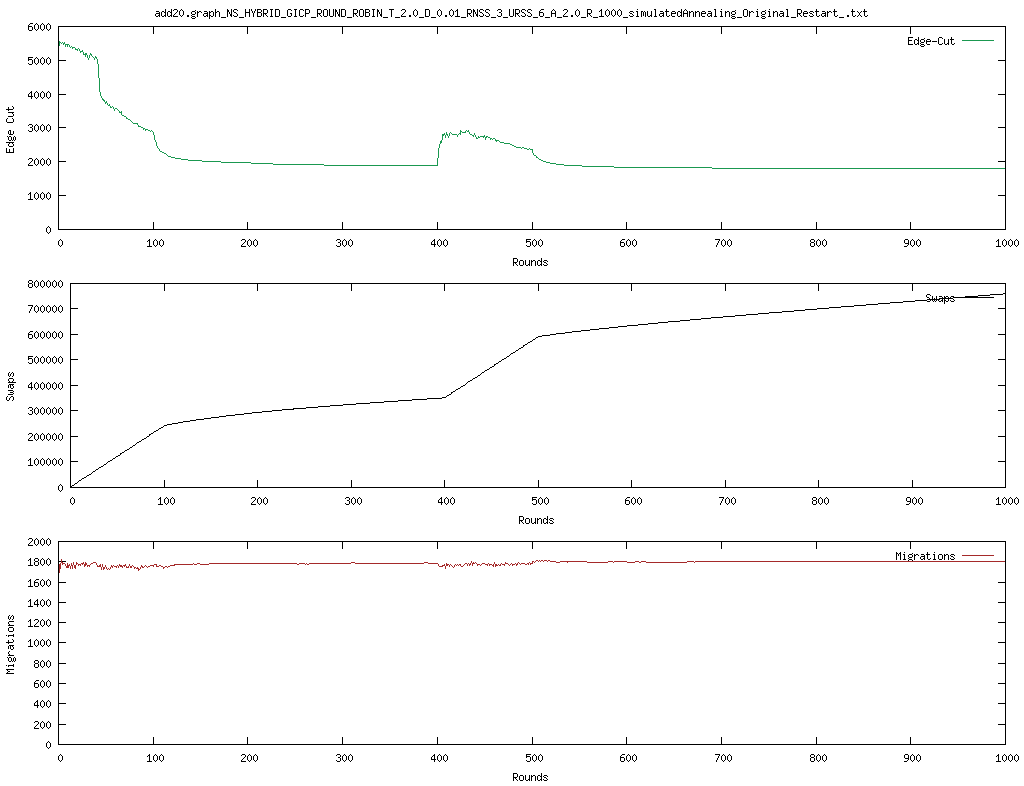 add20.graph_NS_HYBRID_GICP_ROUND_ROBIN_T_2.0_D_0.01_RNSS_3_URSS_6_A_2.0_R_1000_simulatedAnnealing_Original_Restart_.txt
6000
5000
4000
3000
2000
1000
0
Edge Cut
Edge-Cut
0 100 200 300 400 500 600 700 800 900 1000
Rounds
800000
700000
600000
500000
400000
300000
200000
100000
0
Swaps
Swaps
0 100 200 300 400 500 600 700 800 900 1000
Rounds
2000
1800
1600
1400
1200
1000
800
600
400
200
0
Migrations
Migrations
0 100 200 300 400 500 600 700 800 900 1000
Rounds